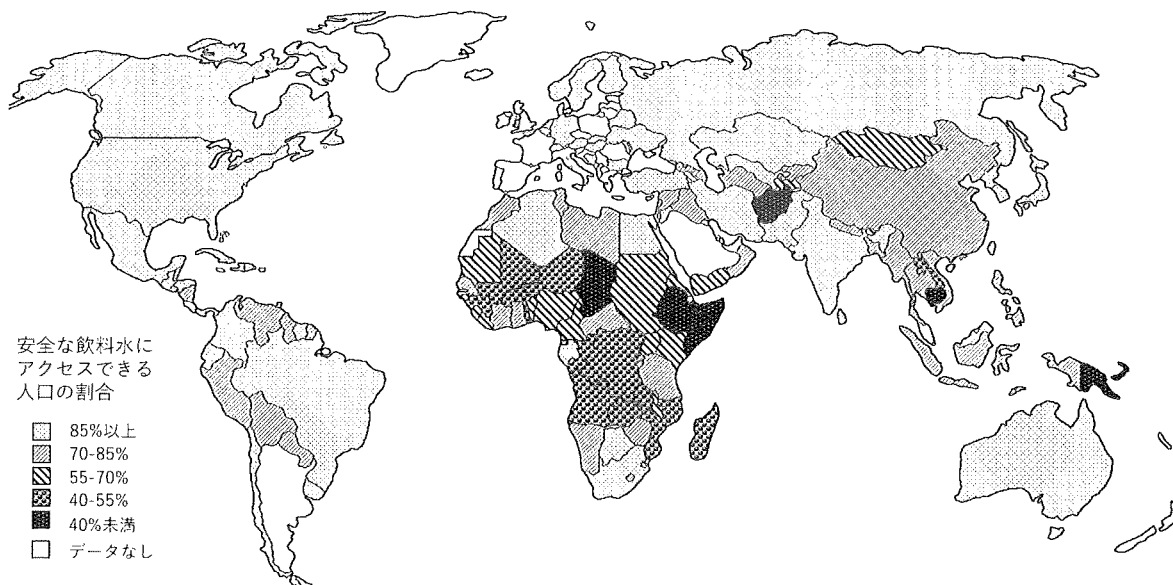 安全な飲料水に
アクセスできる
人口の割合
85%以上
70-85%
55-70%
40-55%
40%未満
データなし